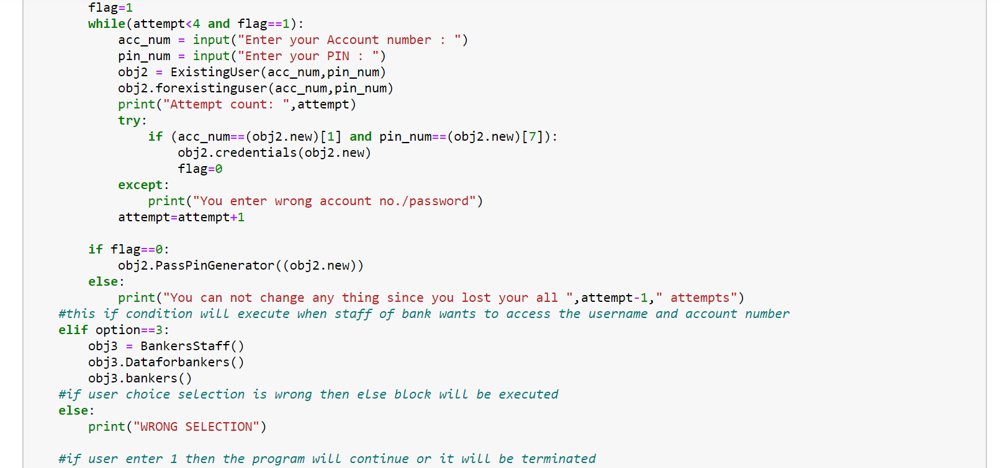 flag=1
while(attempt<4 and flag==1):
acc_num = input("Enter your Account number : ")
pin_num = input("Enter your PIN : ")
obj2 = ExistingUser(acc_num,pin_num)
obj2.forexistinguser(acc_num,pin_num)
print("Attempt count: ",attempt)
try:
if (acc_num==(obj2.new)[1] and pin_num==(obj2.new)[7]):
obj2.credentials(obj2.new)
flag=0
except:
print("You enter wrong account no./password")
attempt=attempt+1
if flag==0:
obj2.PassPinGenerator((obj2.new))
else:
print("You can not change any thing since you lost your all ",attempt-1," attempts")
#this if condition will execute when staff of bank wants to access the username and account number
elif option==3:
obj3 = BankersStaff()
obj3.Dataforbankers()
obj3.bankers()
#if user choice selection is wrong then else block will be executed
else:
print("WRONG SELECTION")
#if user enter 1 then the program will continue or it will be terminated